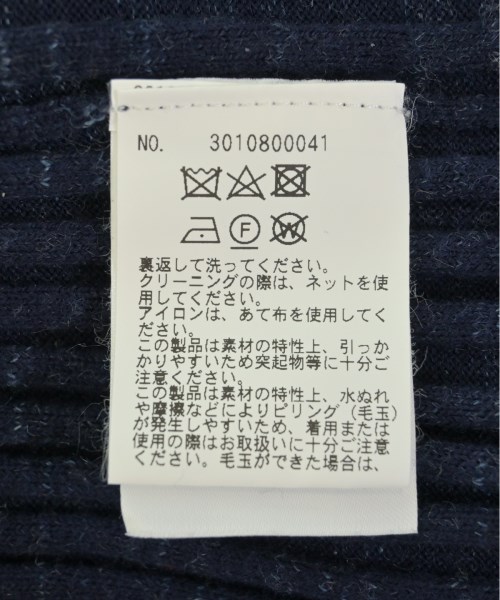 NO. 3010800041
F
W
裏返して洗ってください。
クリーニングの際は、ネットを使
用してください。
アイロンは、あて布を使用してく
ださい。
この製品は素材の特性上、引っか
かりやすいため突起物等に十分ご
注意ください。
この製品は素材の特性上、水ぬれ
や摩擦などによりピリング（毛玉）
が発生しやすいため、着用または
使用の際はお取扱いに十分ご注意
ください。毛玉ができた場合は、